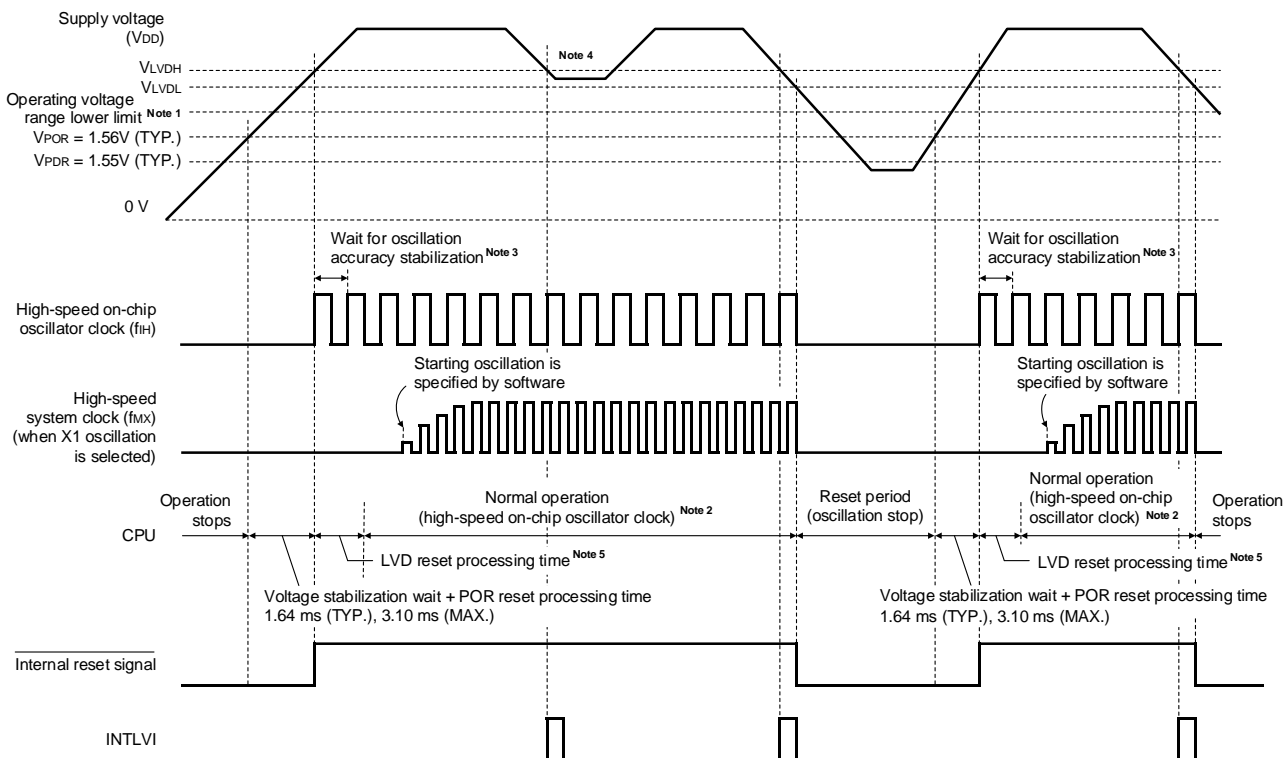 Supply voltage
(VDD)
Note 4
VLVDH
VLVDL
Operating voltage
range lower limit Note 1
VPOR = 1.56V (TYP.)
VPDR = 1.55V (TYP.)
0 V
Wait for oscillation
accuracy stabilization Note 3
Wait for oscillation
accuracy stabilization Note 3
High-speed on-chip
oscillator clock (fIH)
Starting oscillation is
specified by software
Starting oscillation is
specified by software
High-speed
system clock (fMX)
(when X1 oscillation
is selected)
Operation
stops
Normal operation
(high-speed on-chip oscillator clock) Note 2
Reset period
(oscillation stop)
Normal operation
(high-speed on-chip
oscillator clock) Note 2
Operation
stops
CPU
LVD reset processing time Note 5
LVD reset processing time Note 5
Voltage stabilization wait + POR reset processing time
1.64 ms (TYP.), 3.10 ms (MAX.)
Voltage stabilization wait + POR reset processing time
1.64 ms (TYP.), 3.10 ms (MAX.)
Internal reset signal
INTLVI